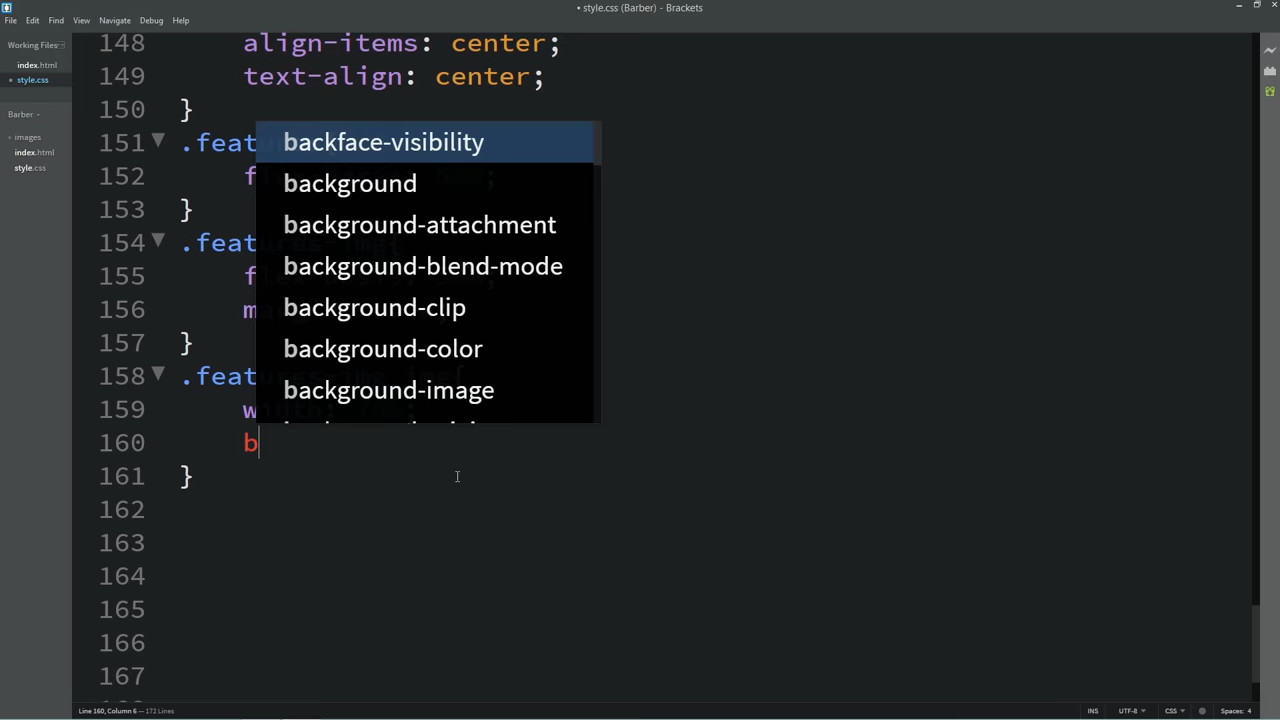 • style.css (Barber) - Brackets
File Edit Find View Navigate Debug Help
Working Files
index.html
• style.css
Barber
images
index.html
style.css
148 align-items: center;
149 text-align: center;
150 }
151 .feat
152 f
153 }
154 .feat
155 f
156 ma
157 }
158 .feat
159 w
160 b
161 }
162
163
164
165
166
167
backface-visibility
background
background-attachment
background-blend-mode
background-clip
background-color
background-image
Line 160, Column 6 — 172 Lines
INS UTF-8 CSS Spaces: 4